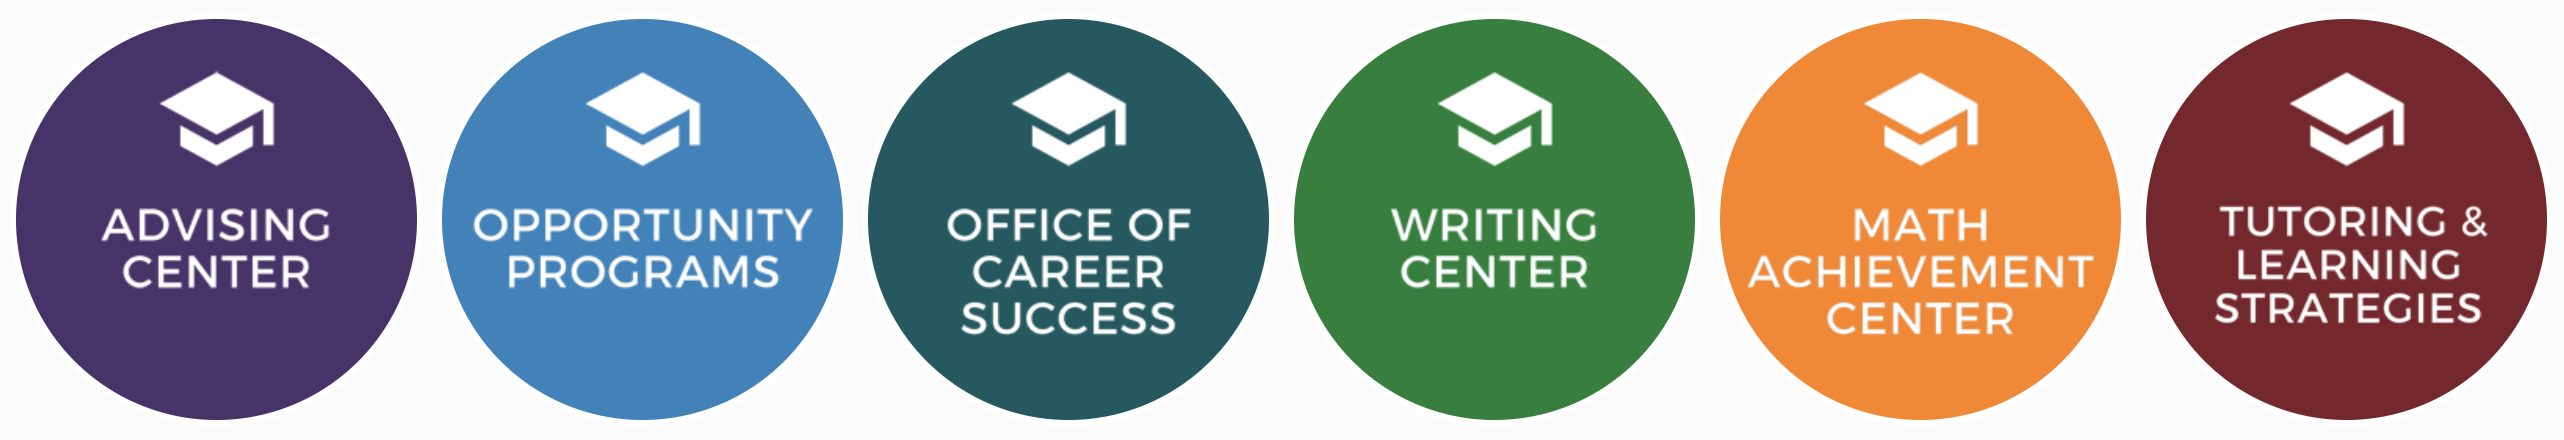 ADVISING
CENTER
OPPORTUNITY
PROGRAMS
OFFICE OF
CAREER
SUCCESS
WRITING
CENTER
MATH
ACHIEVEMENT
CENTER
TUTORING &
LEARNING
STRATEGIES